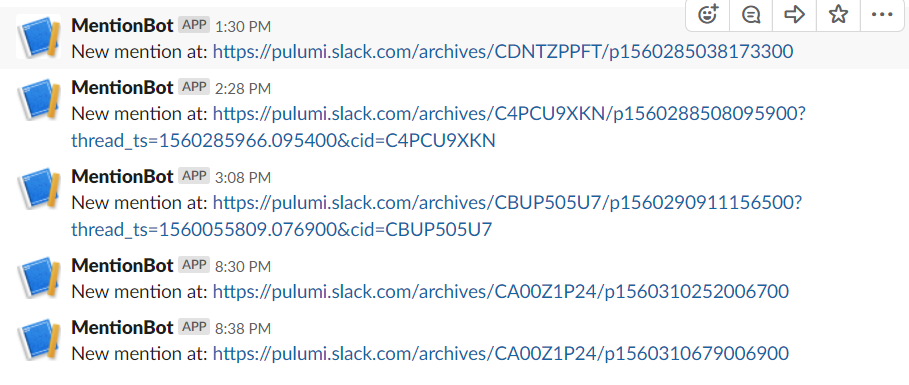 MentionBot APP 1:30 PM
New mention at: https://pulumi.slack.com/archives/CDNTZPPFT/p1560285038173300
MentionBot APP 2:28 PM
New mention at: https://pulumi.slack.com/archives/C4PCU9XKN/p1560288508095900?
thread_ts=1560285966.095400&cid=C4PCU9XKN
MentionBot APP 3:08 PM
New mention at: https://pulumi.slack.com/archives/CBUP505U7/p1560290911156500?
thread_ts=1560055809.076900&cid=CBUP505U7
MentionBot APP 8:30 PM
New mention at: https://pulumi.slack.com/archives/CA00Z1P24/p1560310252006700
MentionBot APP 8:38 PM
New mention at: https://pulumi.slack.com/archives/CA00Z1P24/p1560310679006900